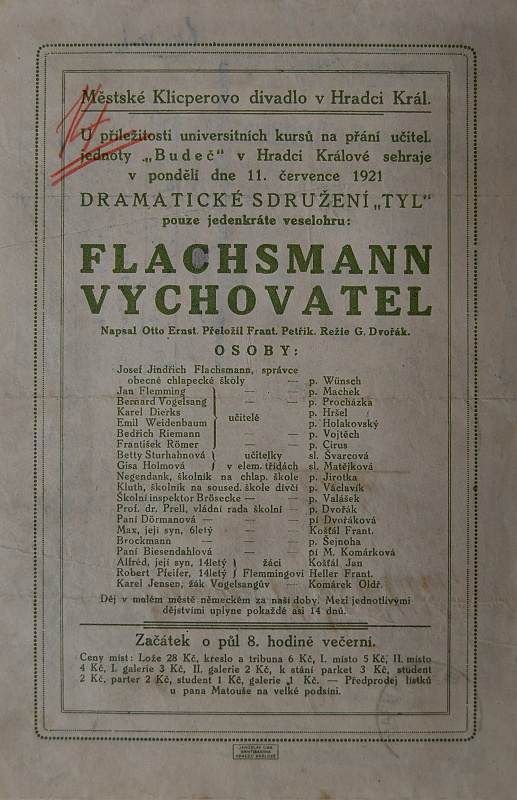 Městské Klicperovo divadlo v Hradci Král.
U příležitosti universitních kursů na přání učitel.
jednoty „Budeč" v Hradci Králové sehraje
v pondělí dne 11. července 1921
DRAMATICKÉ SDRUŽENÍ „TYL"
pouze jedenkráte veselohru:
FLACHSMANN
VYCHOVATEL
Napsal Otto Ernst. Přeložil Frant. Petřík. Režie G. Dvořák.
OSOBY:
Josef Jindřich Flachsmann, správce
obecné chlapecké školy — p. Wünsch
Jan Flemming — — p. Machek
Bernard Vogelsang — — p. Procházka
Karel Dierks p. Hršel
Emil Weidenbaum učitelé p. Holakovský
Bedřich Riemann — — p. Vojtěch
František Römer — — p. Cirus
Betty Sturhahnová učitelky sl. Švarcová
Gisa Holmová v elem. třídách sl. Matějková
Negendank, školník na chlap. škole p. Jirotka
Kluth, školník na soused. škole dívčí p. Václavik
Školní inspektor Brösecke — — p. Valášek
Prof. dr. Prell, vládní rada školní — p. Dvořák
Paní Dörmanová — — — pí Dvořáková
Max, její syn, 6letý — — Košťál Frant.
Brockmann — — — p. Šejnoha
Paní Biesendahlová — — pí M. Komárková
Alfréd, její syn, 14letý žáci Košťál Jan
Robert Pfeifer, 14letý Flemmingovi Heller Frant.
Karel Jensen, žák Vogelsangův — Komárek Oldř.
Děj v malém městě německém za naší doby. Mezi jednotlivými
dějstvími uplyne pokaždé asi 14 dnů.
Začátek o půl 8. hodině večerní.
Ceny míst: Lože 28 Kč, kreslo a tribuna 6 Kč, I. místo 5 Kč, II. místo
4 Kč, I. galerie 3 Kč, II. galerie 2 Kč, k stání parket 3 Kč, student
2 Kč, parter 2 Kč, student 1 Kč, galerie 1 Kč. — Předprodej lístků
u pana Matouše na velké podsíni.
HRADEC KRÁLOVÉ